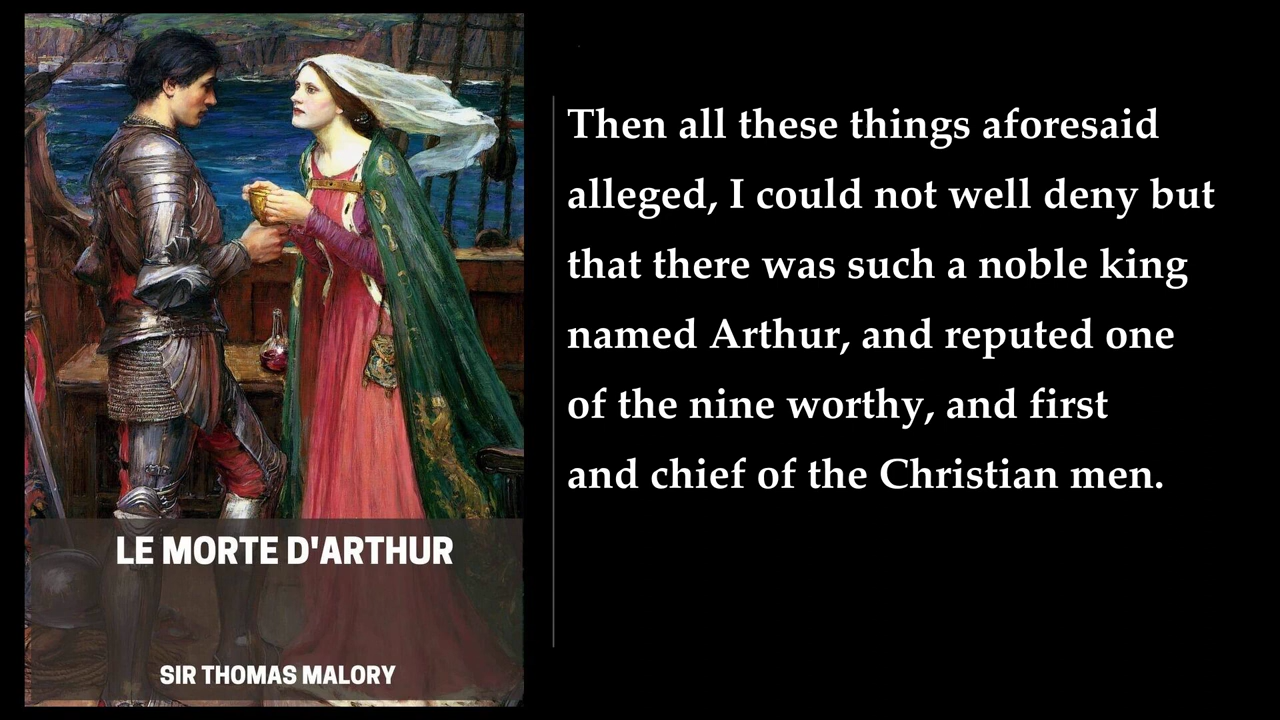 LE MORTE D'ARTHUR
SIR THOMAS MALORY
Then all these things aforesaid
alleged, I could not well deny but
that there was such a noble king
named Arthur, and reputed one
of the nine worthy, and first
and chief of the Christian men.